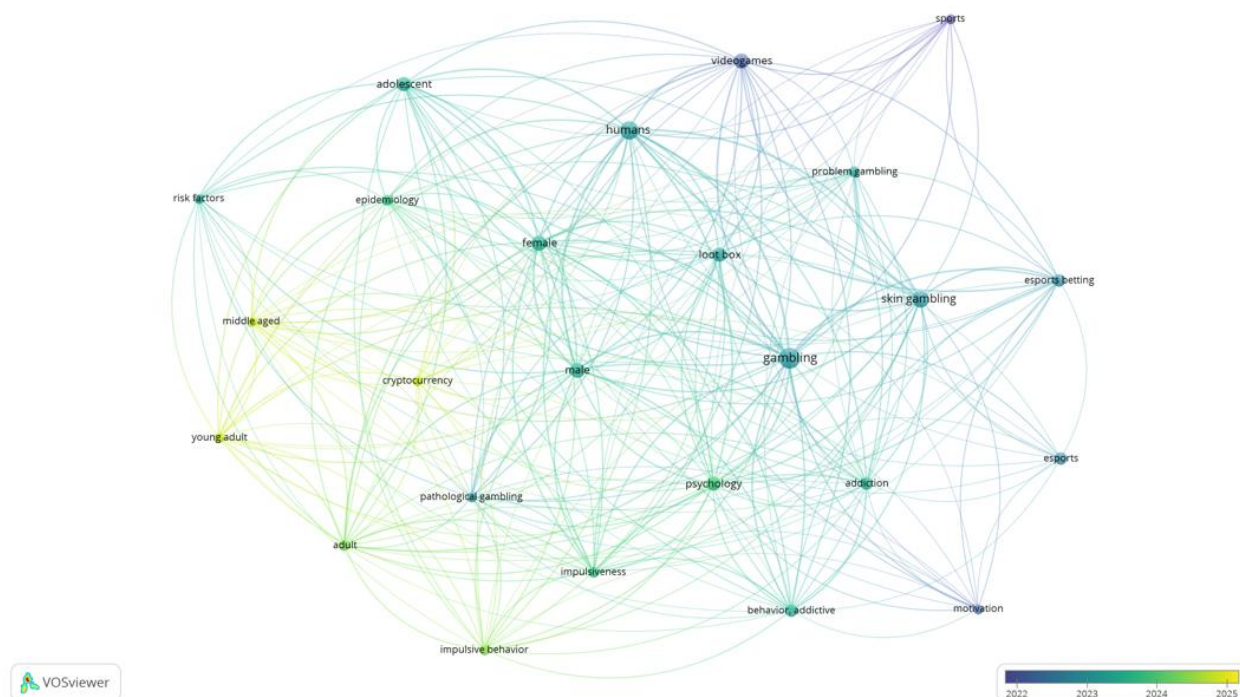 sports
videogames
adolescent
humans
problem gambling
risk factors
epidemiology
female
loot box
esports betting
skin gambling
middle aged
gambling
male
cryptocurrency
young adult
esports
psychology
addiction
pathological gambling
adult
impulsiveness
behavior, addictive
motivation
impulsive behavior
VOSviewer
2022 2023 2024 2025